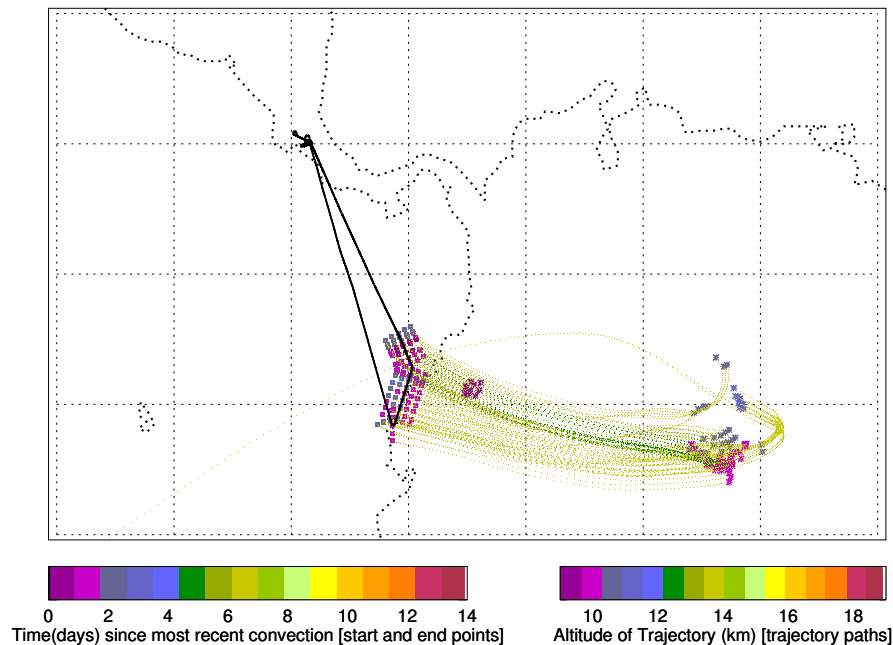 0 2 4 6 8 10 12 14
Time(days) since most recent convection [start and end points]
10 12 14 16 18
Altitude of Trajectory (km) [trajectory paths]